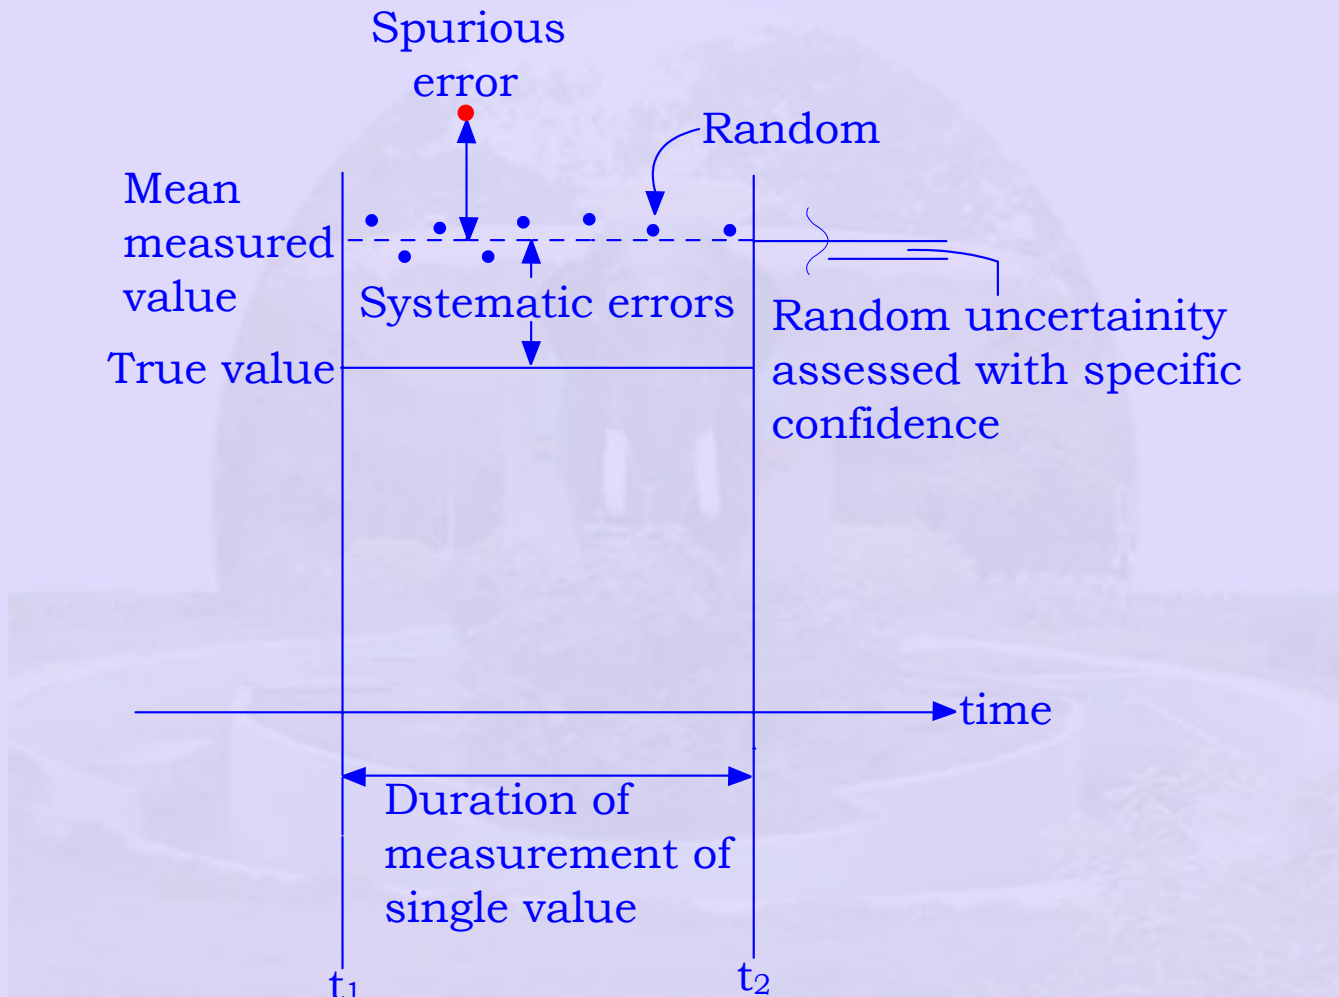 Spurious
error
Random
Mean
measured
value
Systematic errors
True value
Random uncertainity
assessed with specific
confidence
time
Duration of
measurement of
single value
t₁
t₂